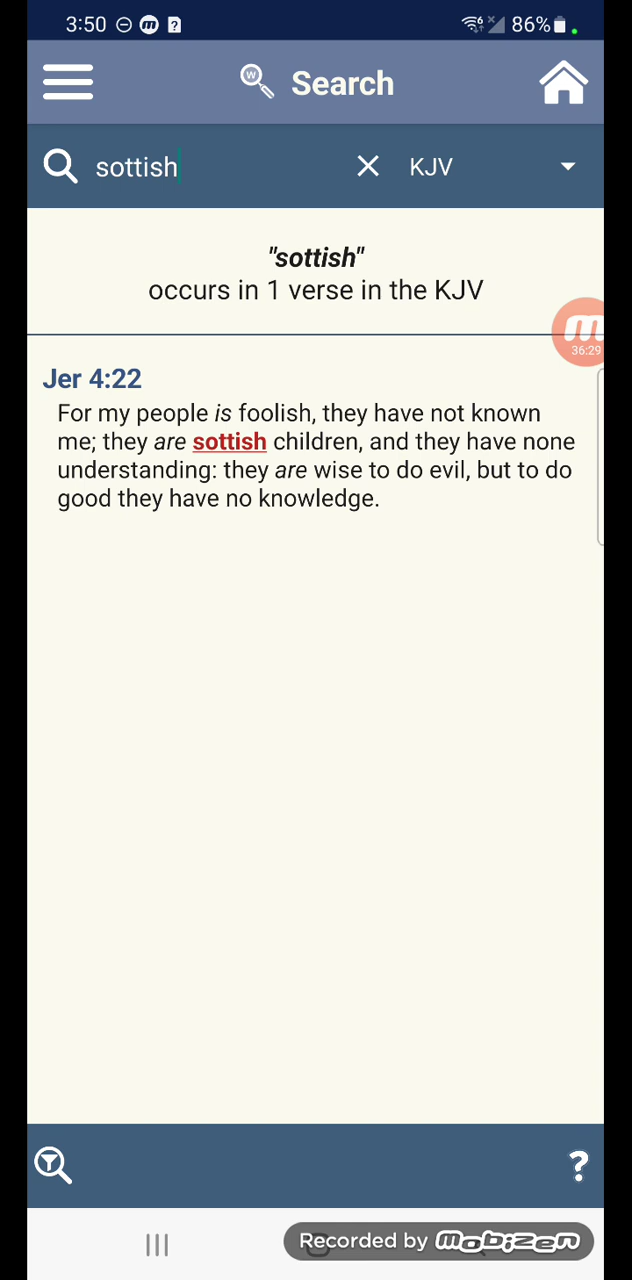 3:50 86%
Search
sottish KJV
"sottish"
occurs in 1 verse in the KJV
36:29
Jer 4:22
For my people is foolish, they have not known
me; they are sottish children, and they have none
understanding: they are wise to do evil, but to do
good they have no knowledge.
?
Recorded by mobizen